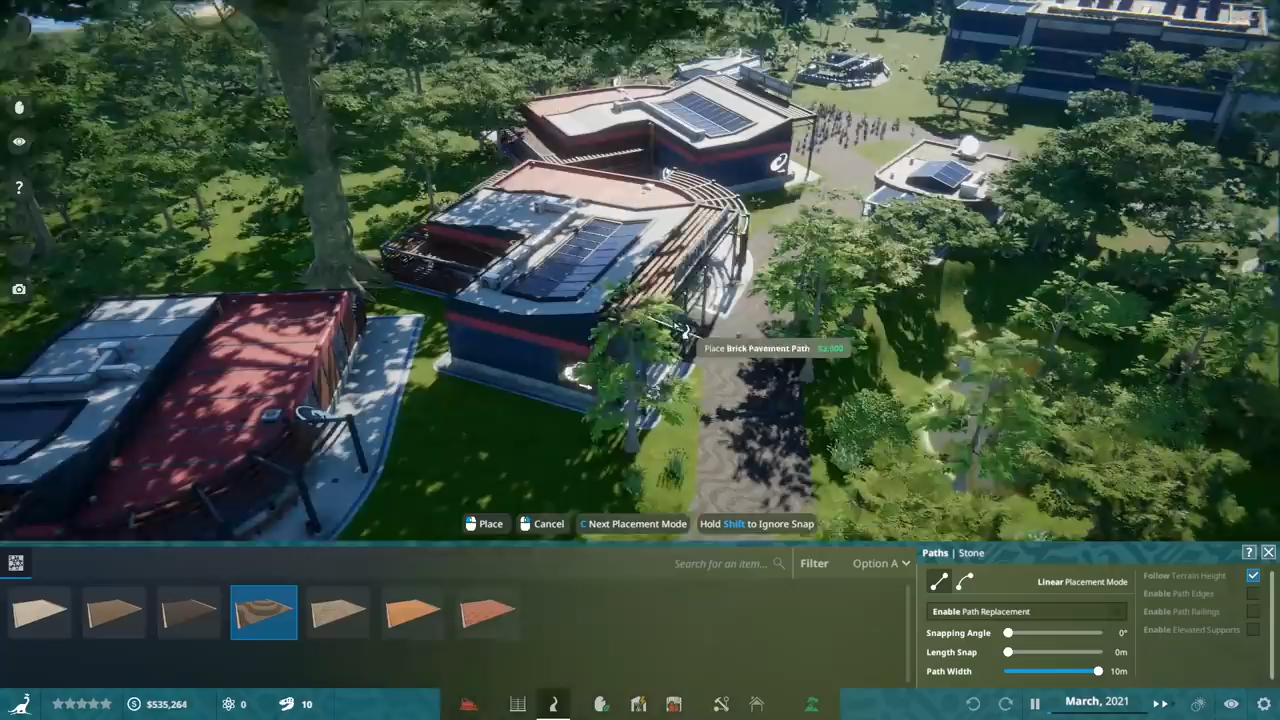 ?
Place Brick Pavement Path $2,000
Place
Cancel
C Next Placement Mode
Hold Shift to Ignore Snap
Search for an item...
Filter
Option A
Paths | Stone
?
Linear Placement Mode
Enable Path Replacement
Snapping Angle 0°
Length Snap 0m
Path Width 10m
Follow Terrain Height
Enable Path Edges
Enable Path Railings
Enable Elevated Supports
$535,264
0
10
March, 2021